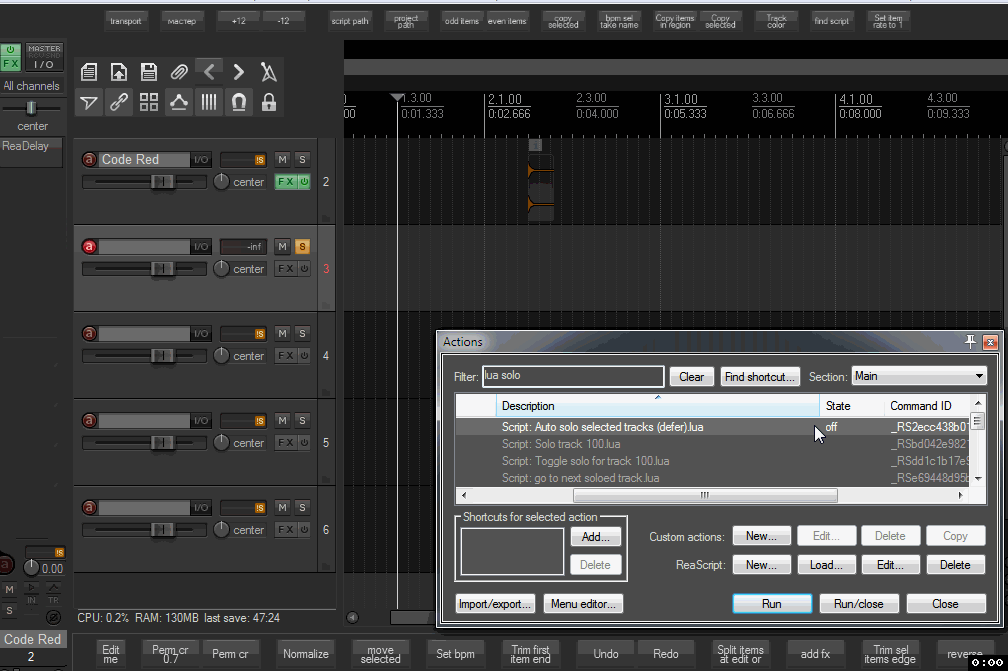 transport мастер +12 -12 script path project path odd items even items copy selected bpm sel take name Copy items in region Copy selected Track color find script Set item rate to 1
MASTER
FX I/O
All channels
center
ReaDelay
1.3.00 2.1.00 2.3.00 3.1.00 3.3.00 4.1.00 4.3.00
00 0:01.333 0:02.666 0:04.000 0:05.333 0:06.666 0:08.000 0:09.333
a Code Red I/O !S M S
center FX 2
a I/O -inf M S
center FX 3
a I/O !S M S
center FX 4
a I/O !S M S
center FX 5
a I/O !S M S
center FX 6
!S
0.00
M IN TR
S
CPU: 0.2% RAM: 130MB last save: 47:24
Code Red
2
Actions
Filter: lua solo Clear Find shortcut... Section: Main
Description State Command ID
Script: Auto solo selected tracks (defer).lua off _RS2ecc438b01
Script: Solo track 100.lua _RSbd042e9821
Script: Toggle solo for track 100.lua _RSdd1c1b17e9
Script: go to next soloed track.lua _RSe69448d95b
Shortcuts for selected action
Add...
Delete
Custom actions: New... Edit... Delete Copy
ReaScript: New... Load... Edit... Delete
Import/export... Menu editor... Run Run/close Close
Edit me Perm cr 0.7 Perm cr Normalize move selected Set bpm Trim first item end Undo Redo Split items at edit or add fx Trim sel items edge reverse
0:00